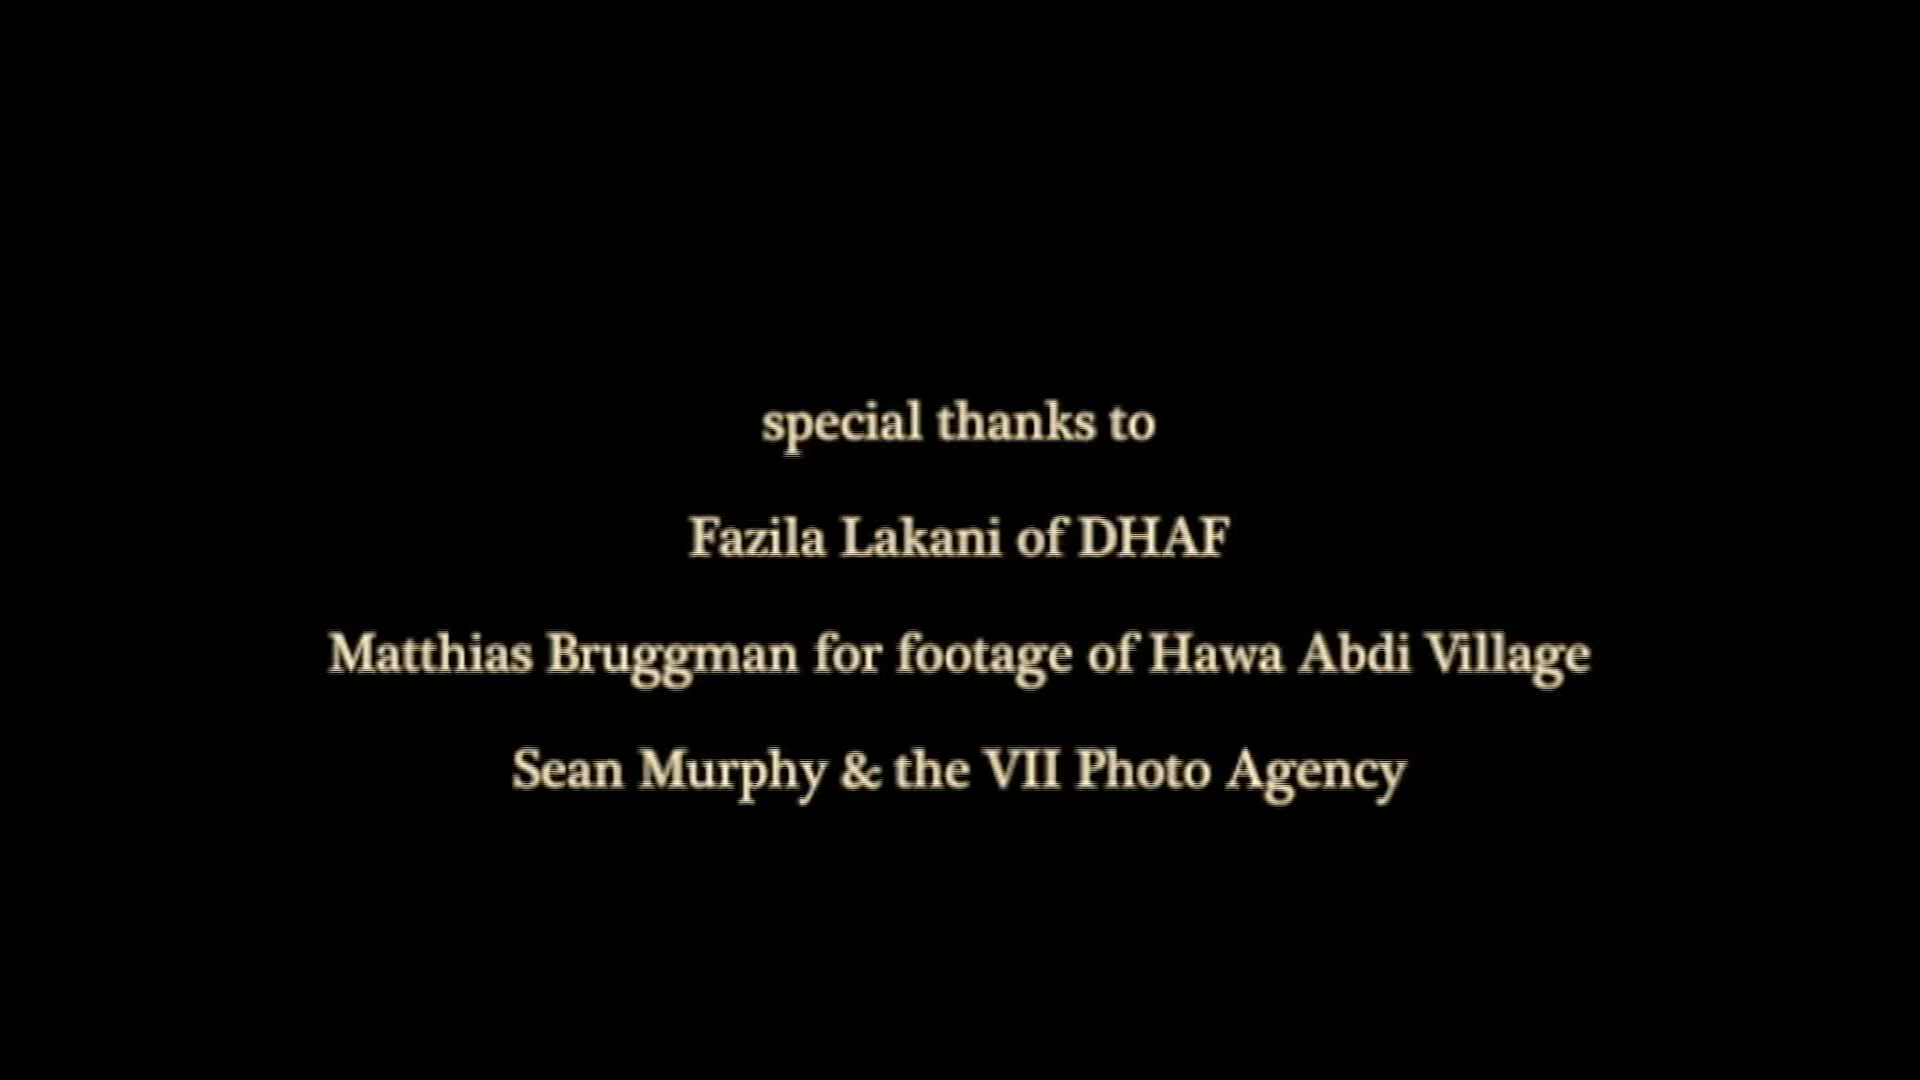 special thanks to
Fazila Lakani of DHAF
Matthias Bruggman for footage of Hawa Abdi Village
Sean Murphy & the VII Photo Agency